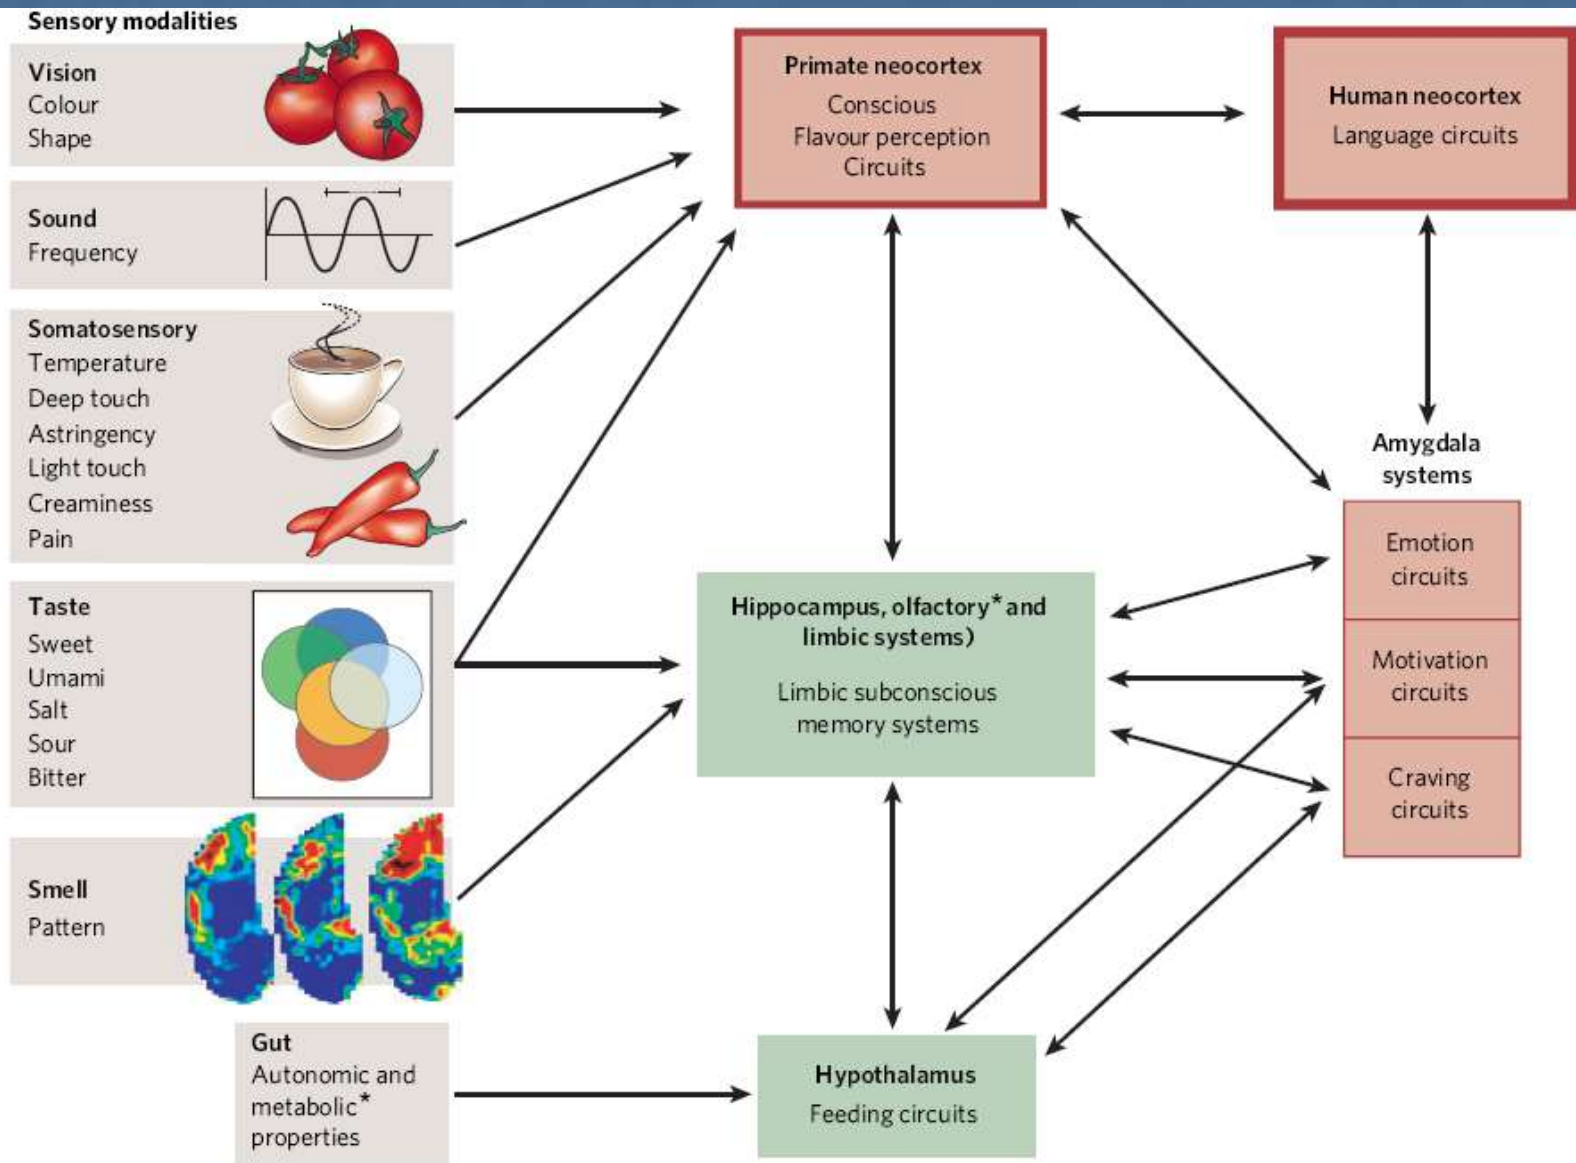 Sensory modalities
Vision
Colour
Shape
Sound
Frequency
Somatosensory
Temperature
Deep touch
Astringency
Light touch
Creaminess
Pain
Taste
Sweet
Umami
Salt
Sour
Bitter
Smell
Pattern
Gut
Autonomic and
metabolic*
properties
Primate neocortex
Conscious
Flavour perception
Circuits
Human neocortex
Language circuits
Hippocampus, olfactory* and
limbic systems)
Limbic subconscious
memory systems
Hypothalamus
Feeding circuits
Amygdala
systems
Emotion
circuits
Motivation
circuits
Craving
circuits